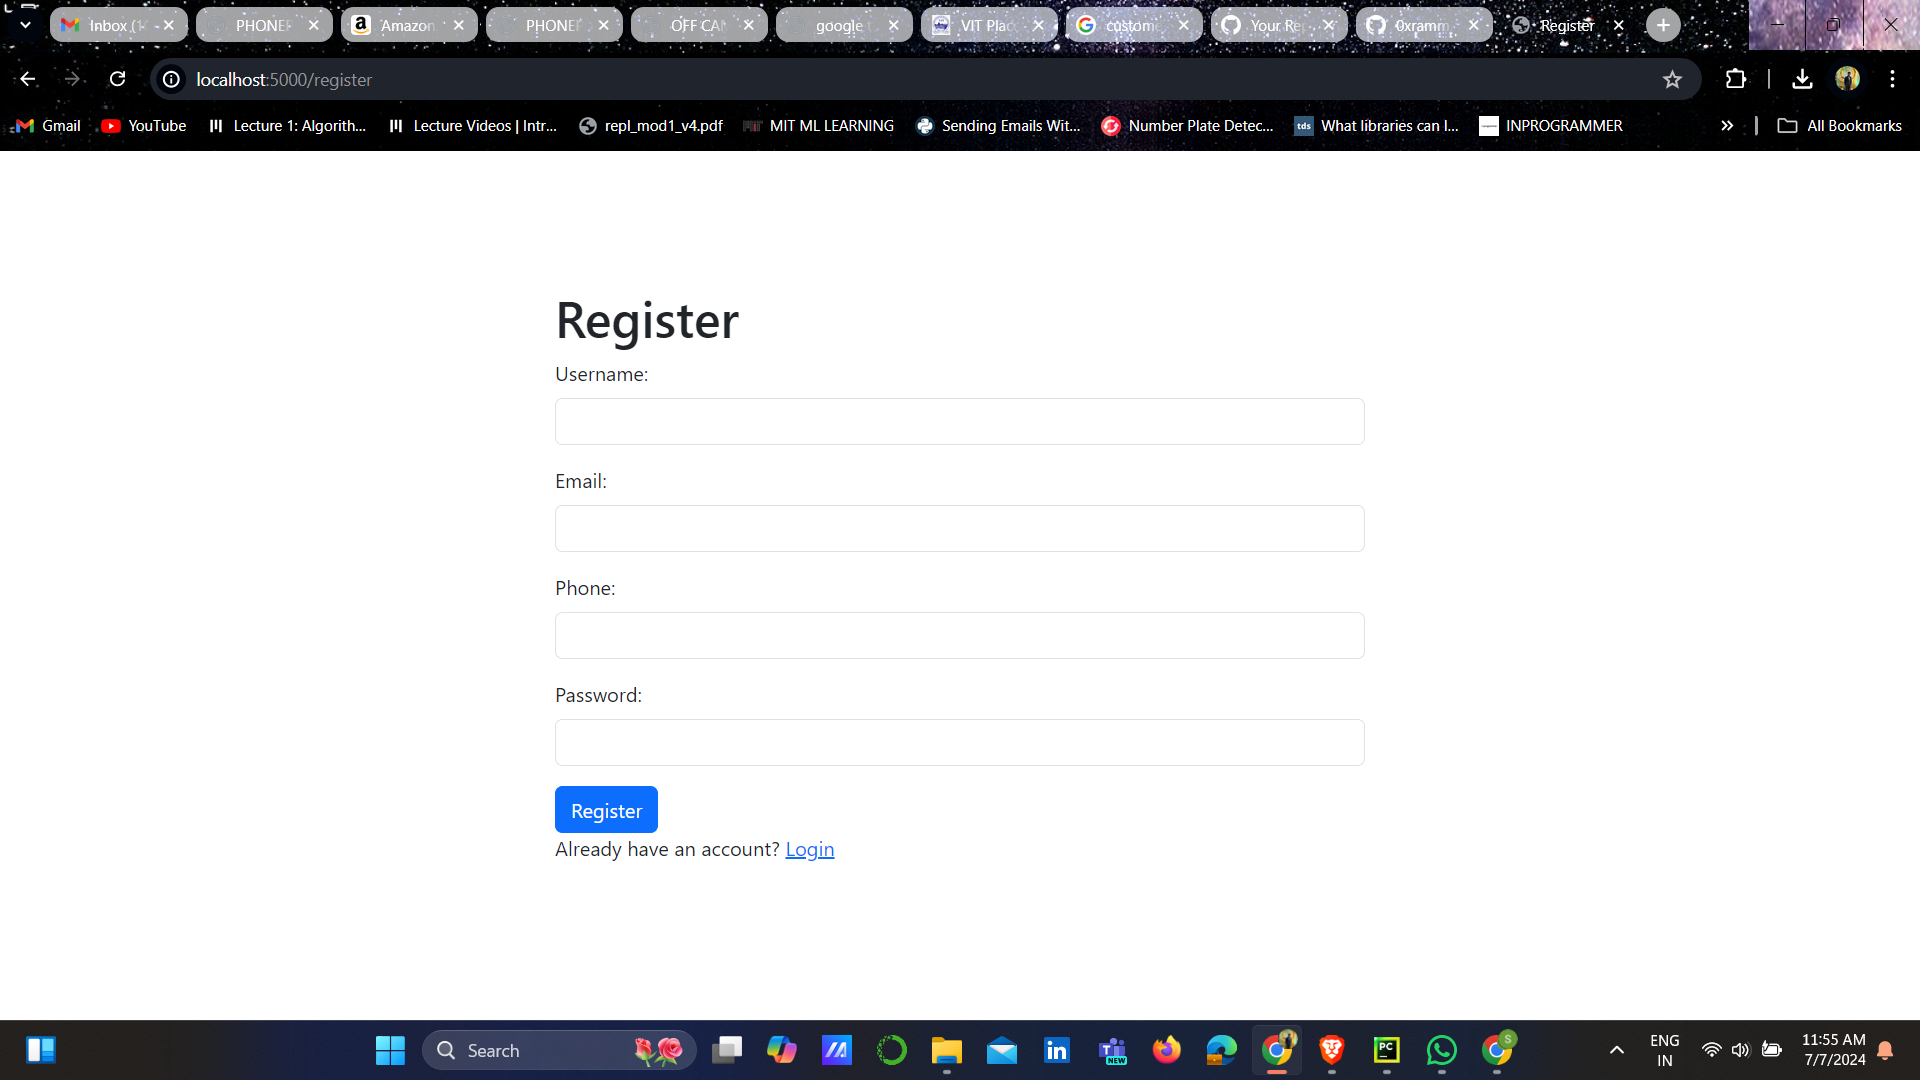 Inbox (1
PHONEI
Amazon
PHONEI
OFF CA
google
VIT Plac
custom
Your Re
0xramm
Register
localhost:5000/register
Gmail
YouTube
Lecture 1: Algorith...
Lecture Videos | Intr...
repl_mod1_v4.pdf
MIT ML LEARNING
Sending Emails Wit...
Number Plate Detec...
What libraries can I...
INPROGRAMMER
All Bookmarks
Register
Username:
Email:
Phone:
Password:
Register
Already have an account? Login
Search
ENG
IN
11:55 AM
7/7/2024